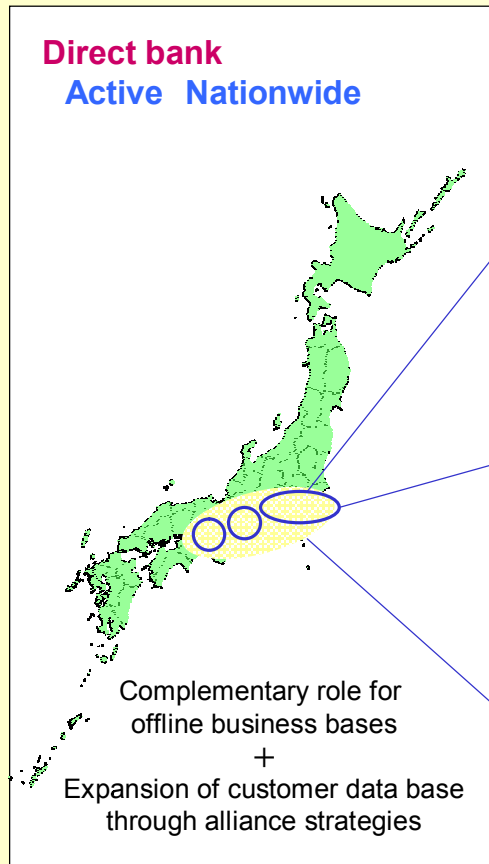 Direct bank
Active Nationwide
Complementary role for
offline business bases
+
Expansion of customer data base
through alliance strategies